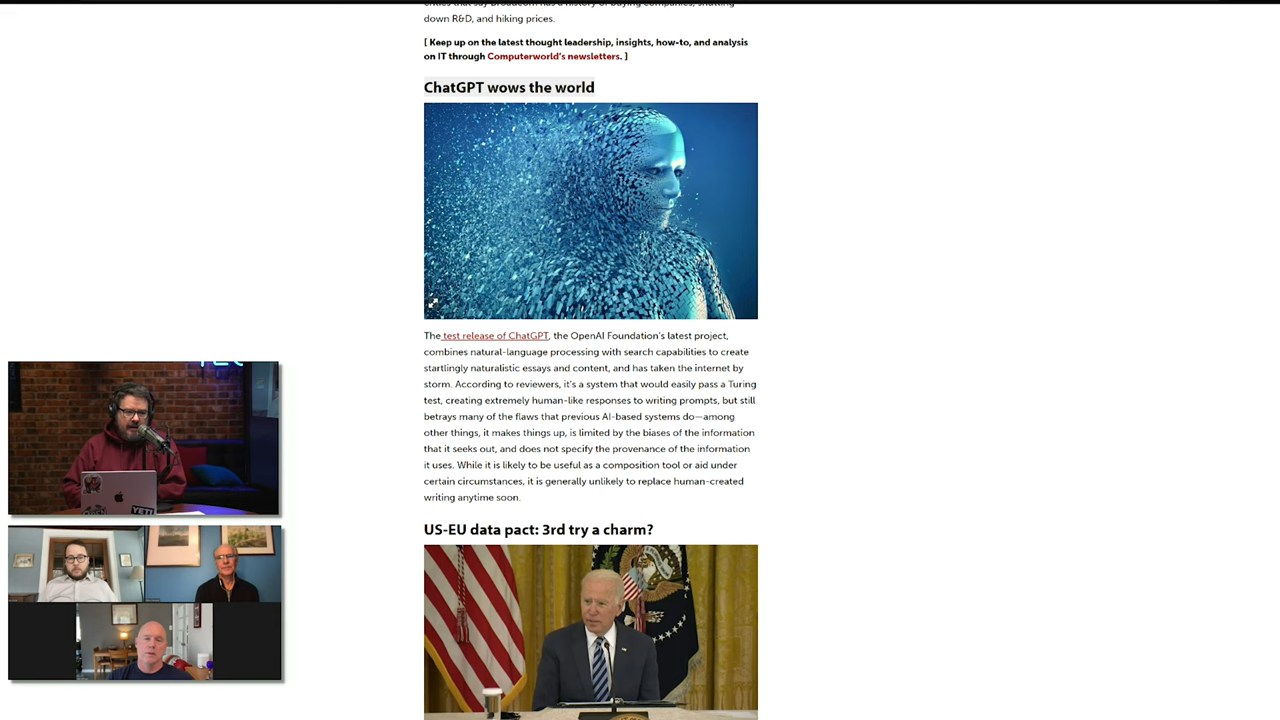 down R&D, and hiking prices.
[ Keep up on the latest thought leadership, insights, how-to, and analysis
on IT through Computerworld's newsletters. ]
ChatGPT wows the world
The test release of ChatGPT, the OpenAI Foundation's latest project,
combines natural-language processing with search capabilities to create
startlingly naturalistic essays and content, and has taken the internet by
storm. According to reviewers, it's a system that would easily pass a Turing
test, creating extremely human-like responses to writing prompts, but still
betrays many of the flaws that previous AI-based systems do—among
other things, it makes things up, is limited by the biases of the information
that it seeks out, and does not specify the provenance of the information
it uses. While it is likely to be useful as a composition tool or aid under
certain circumstances, it is generally unlikely to replace human-created
writing anytime soon.
YETI
US-EU data pact: 3rd try a charm?